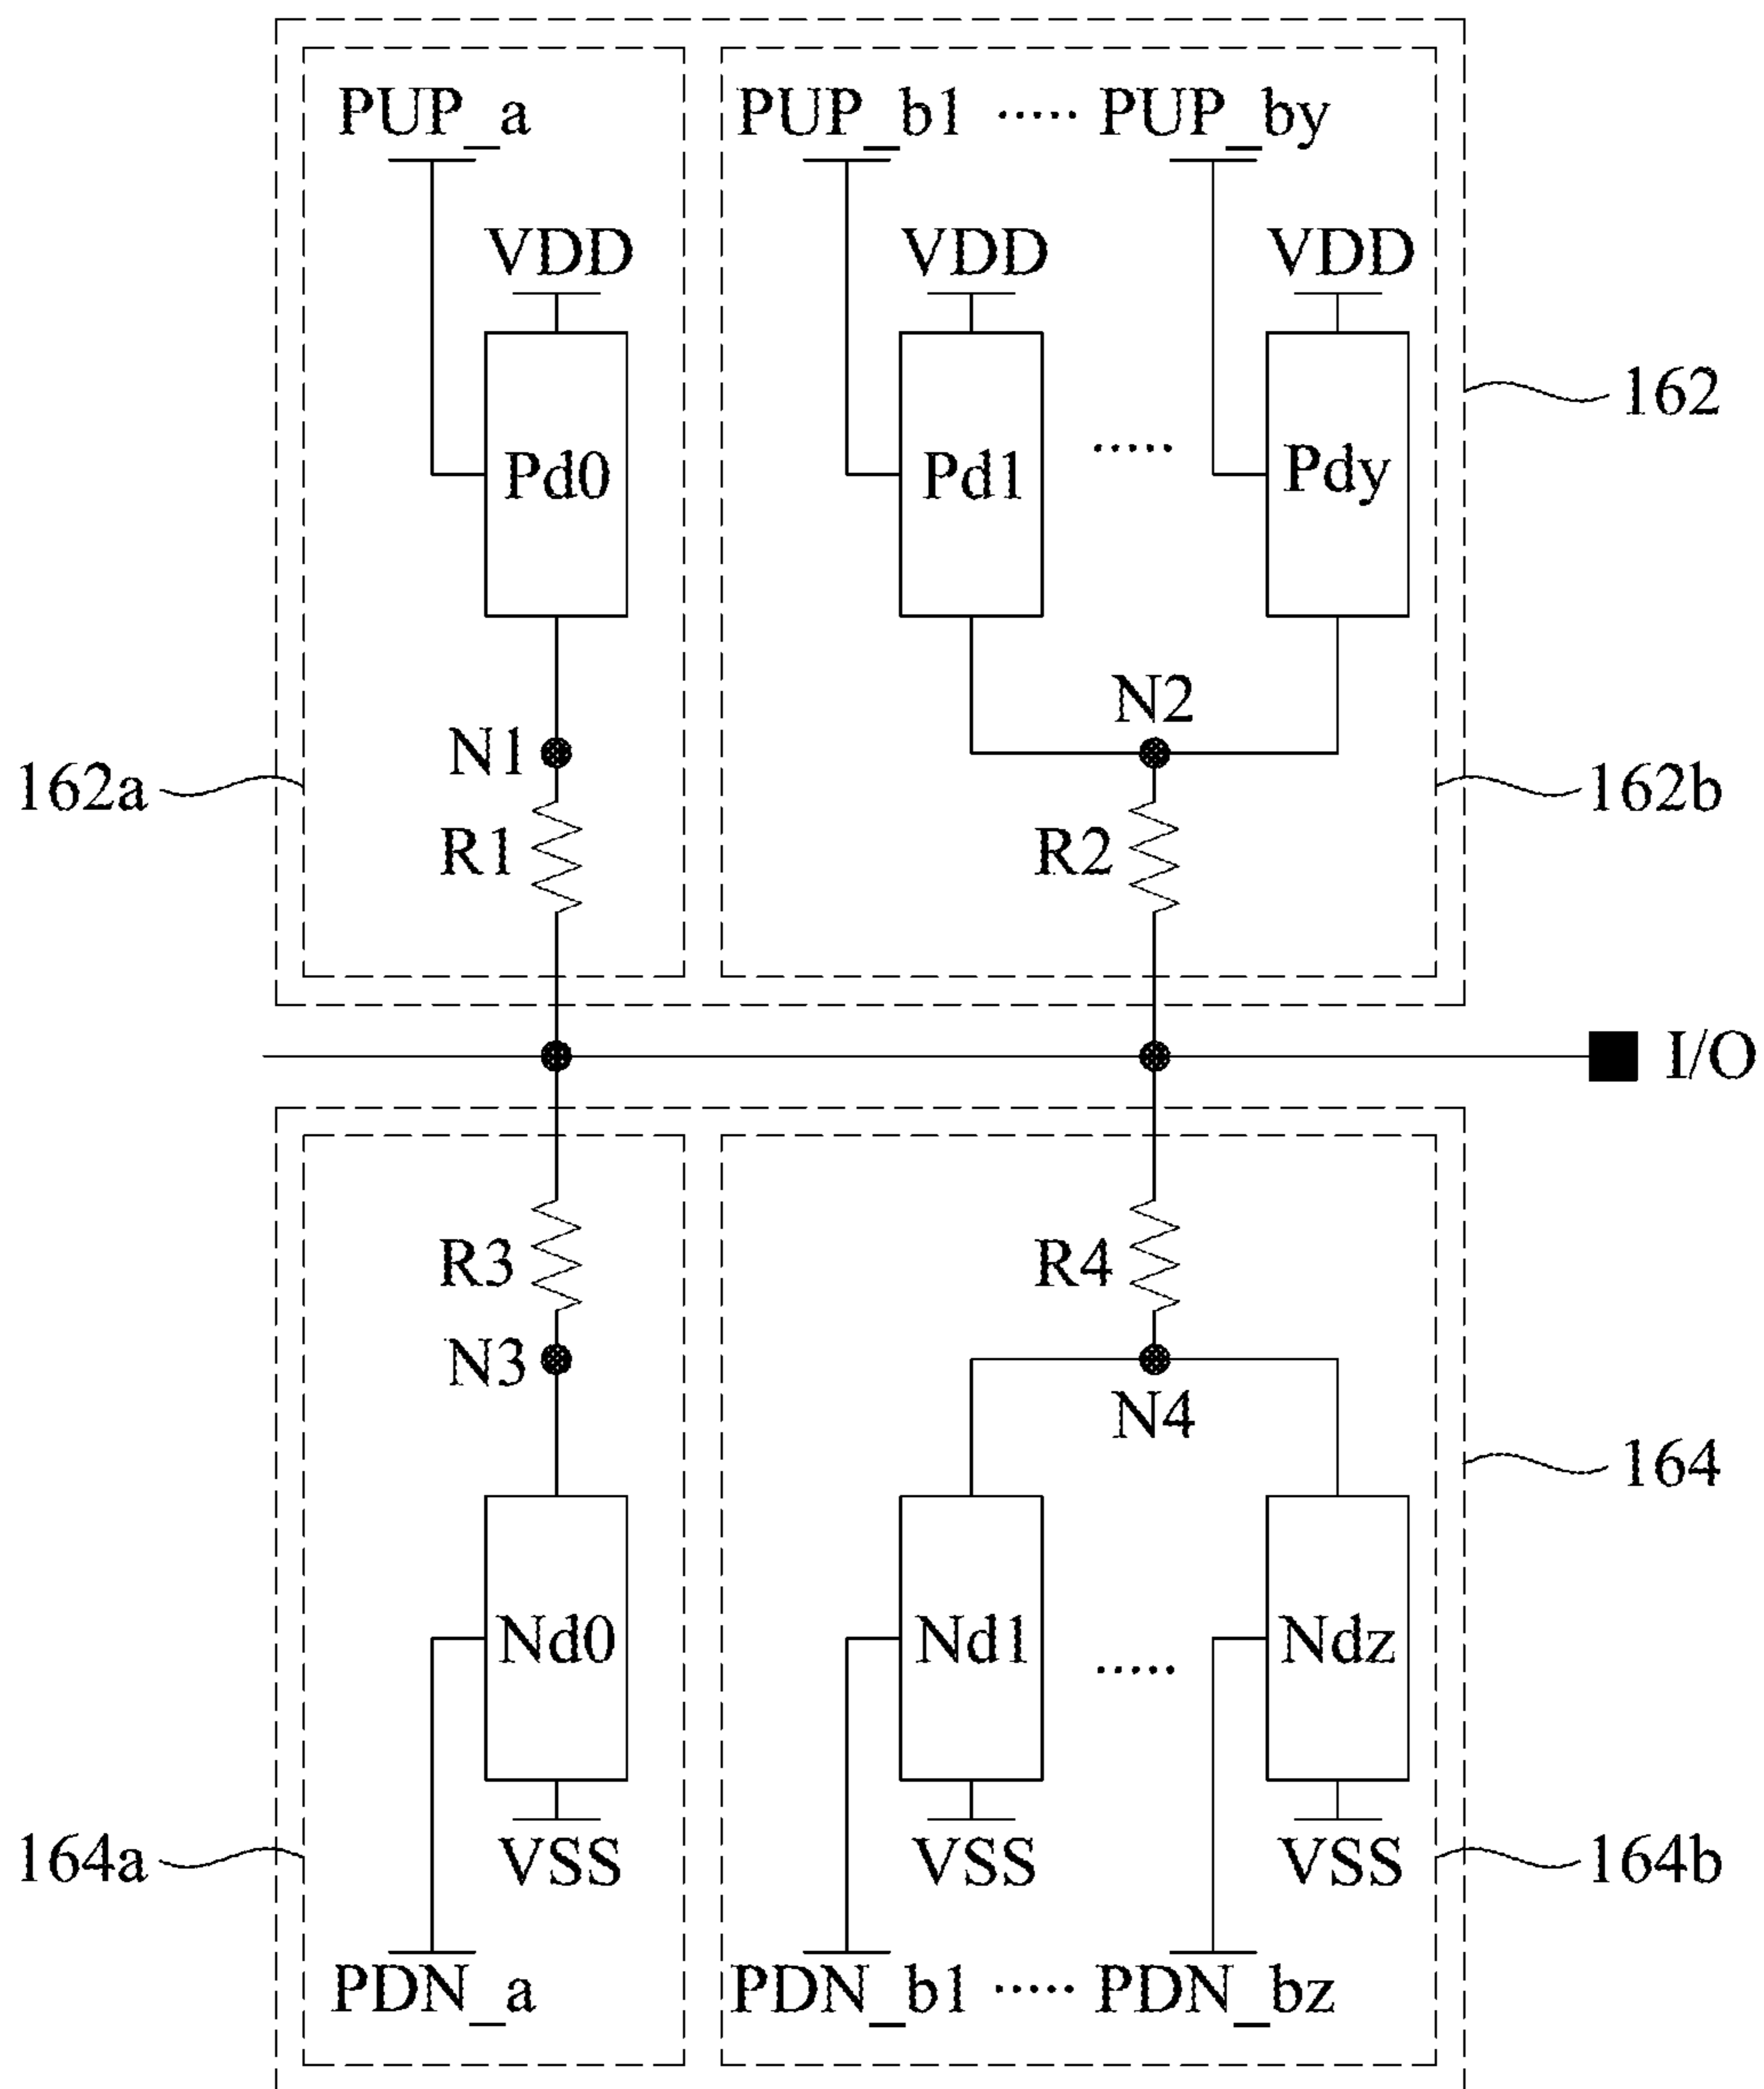 PUP_a PUP_b1 ····· PUP_by
VDD VDD VDD
162
Pd0 Pd1 ····· Pdy
N1 N2
162a 162b
R1 R2
I/O
R3 R4
N3 N4
164
Nd0 Nd1 ····· Ndz
VSS VSS VSS
164a 164b
PDN_a PDN_b1 ····· PDN_bz